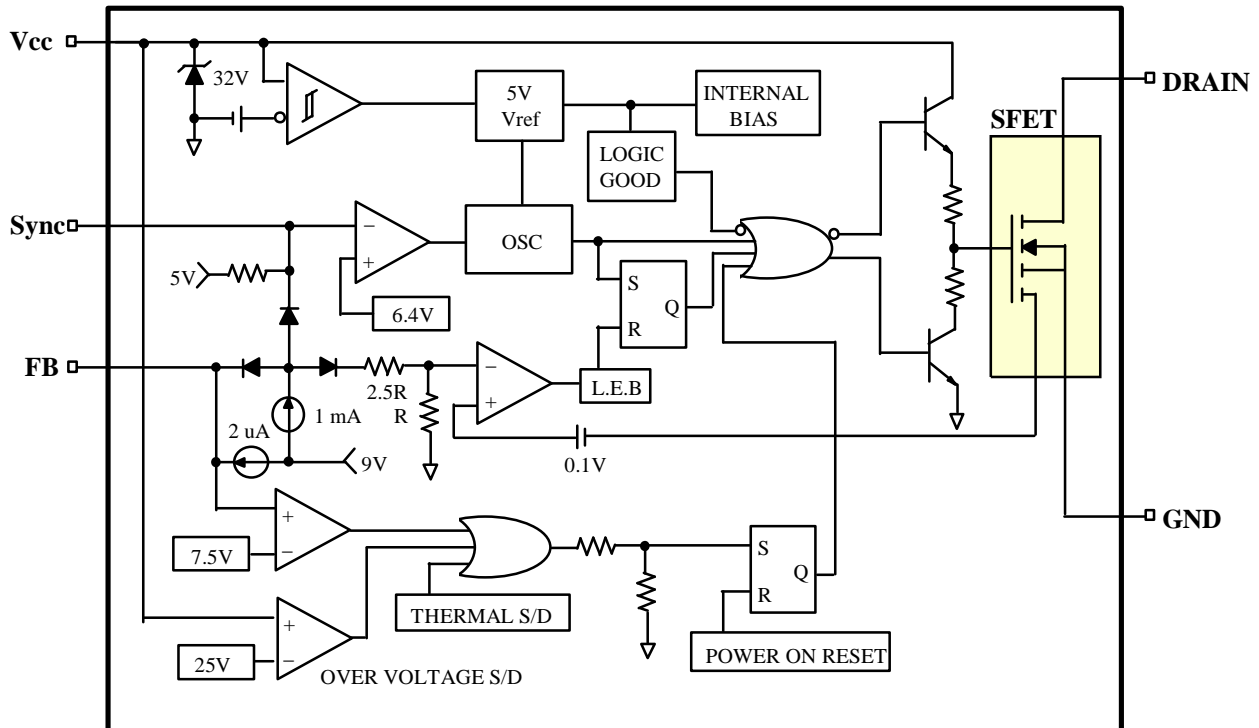 Vcc
32V
5V
Vref
INTERNAL
BIAS
DRAIN
SFET
LOGIC
GOOD
Sync
−
+
OSC
5V
6.4V
S
Q
R
FB
2.5R
R
−
+
L.E.B
1 mA
2 uA
9V
0.1V
+
−
7.5V
GND
S
Q
R
THERMAL S/D
+
−
25V
POWER ON RESET
OVER VOLTAGE S/D